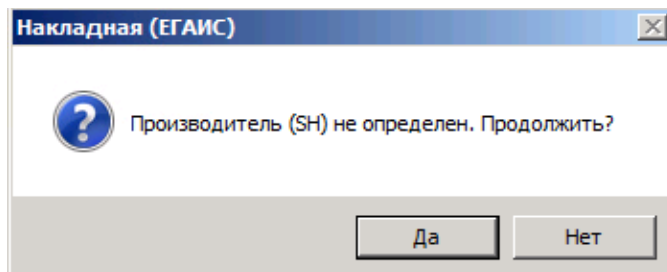 Накладная (ЕГАИС)
Производитель (SH) не определен. Продолжить?
Да
Нет